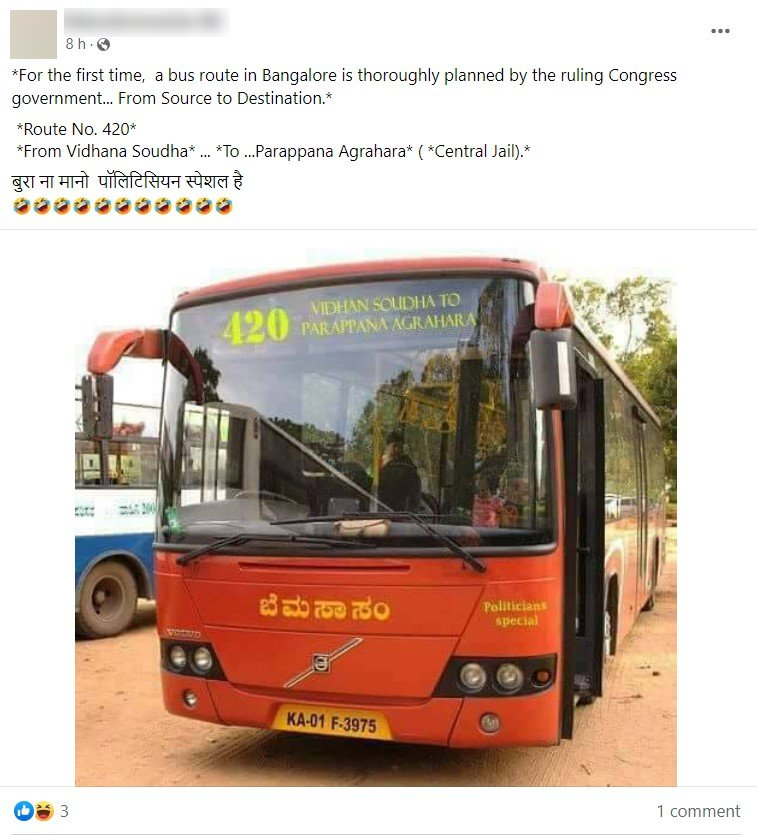 8 h ·
*For the first time, a bus route in Bangalore is thoroughly planned by the ruling Congress
government... From Source to Destination.*
*Route No. 420*
*From Vidhana Soudha* ... *To ...Parappana Agrahara* ( *Central Jail).*
बुरा ना मानो पॉलिटिसियन स्पेशल है
🤣🤣🤣🤣🤣🤣🤣🤣🤣🤣🤣
420 VIDHAN SOUDHA TO
PARAPPANA AGRAHARA
ಬೆಮಸಾಸಂ
Politicians
special
VOLVO
KA-01 F-3975
3
1 comment